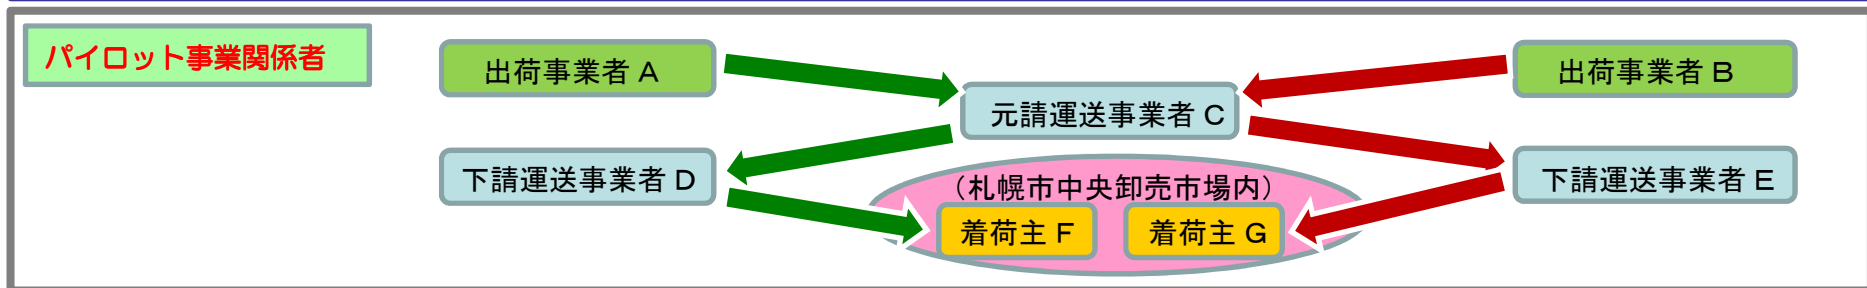 パイロット事業関係者
出荷事業者 A
出荷事業者 B
元請運送事業者 C
下請運送事業者 D
下請運送事業者 E
（札幌市中央卸売市場内）
着荷主 F
着荷主 G